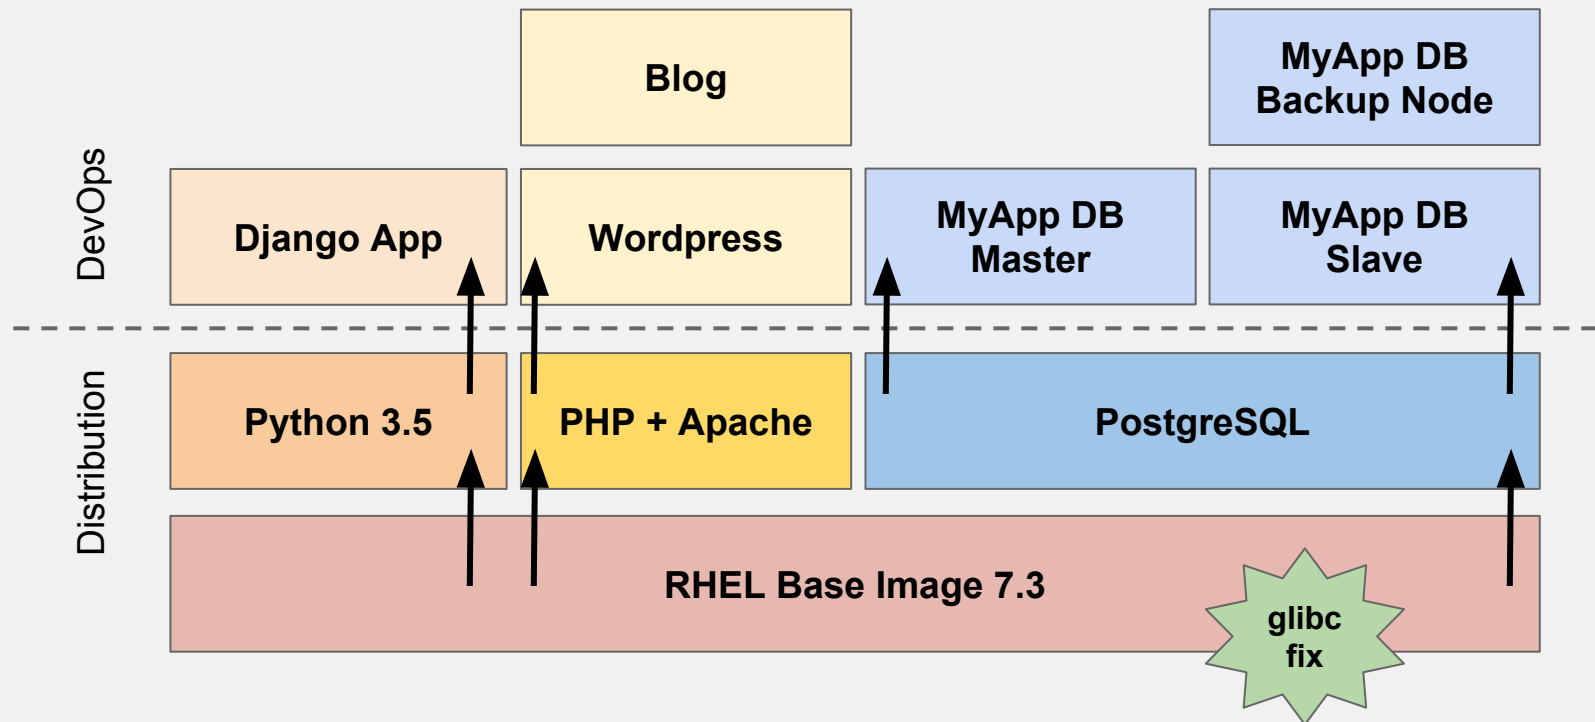 Blog
MyApp DB
Backup Node
DevOps
Django App
Wordpress
MyApp DB
Master
MyApp DB
Slave
Distribution
Python 3.5
PHP + Apache
PostgreSQL
RHEL Base Image 7.3
glibc
fix